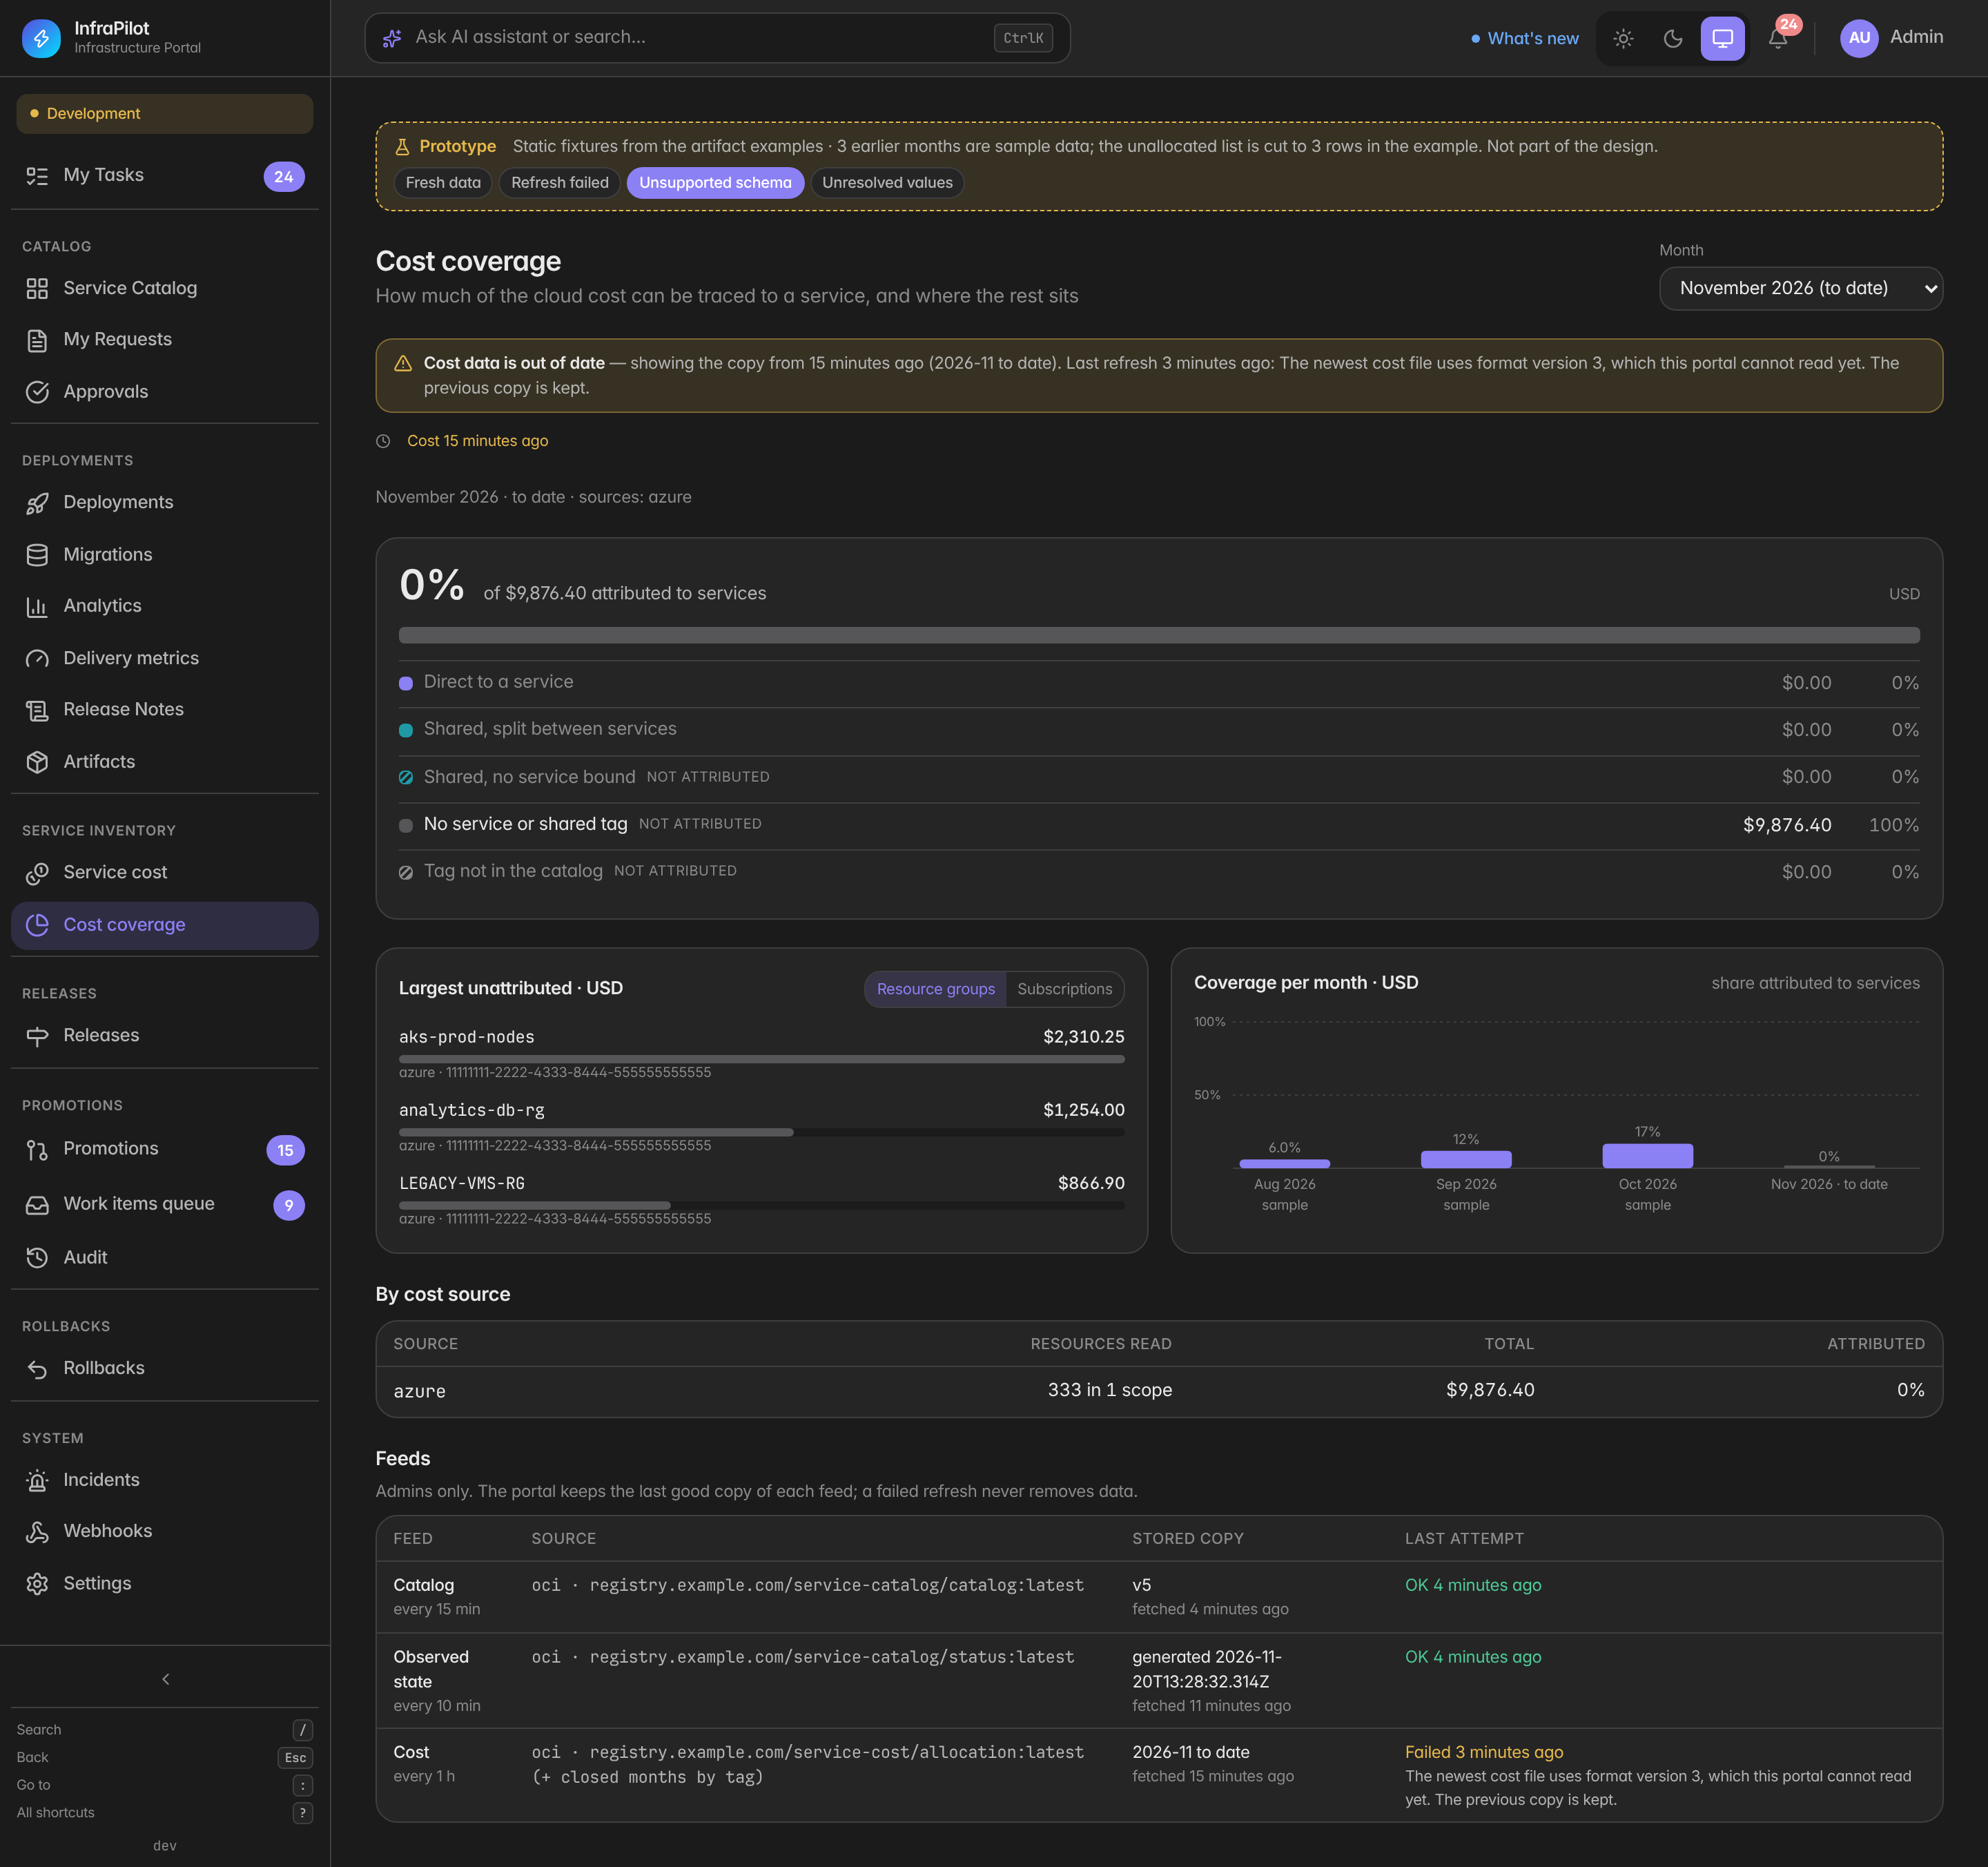 InfraPilot
Infrastructure Portal
Ask AI assistant or search...
CtrlK
What's new
24
AU
Admin
Development
My Tasks
24
CATALOG
Service Catalog
My Requests
Approvals
DEPLOYMENTS
Deployments
Migrations
Analytics
Delivery metrics
Release Notes
Artifacts
SERVICE INVENTORY
Service cost
Cost coverage
RELEASES
Releases
PROMOTIONS
Promotions
15
Work items queue
9
Audit
ROLLBACKS
Rollbacks
SYSTEM
Incidents
Webhooks
Settings
Search
/
Back
Esc
Go to
:
All shortcuts
?
dev
Prototype Static fixtures from the artifact examples · 3 earlier months are sample data; the unallocated list is cut to 3 rows in the example. Not part of the design.
Fresh data
Refresh failed
Unsupported schema
Unresolved values
Cost coverage
How much of the cloud cost can be traced to a service, and where the rest sits
Month
November 2026 (to date)
Cost data is out of date — showing the copy from 15 minutes ago (2026-11 to date). Last refresh 3 minutes ago: The newest cost file uses format version 3, which this portal cannot read yet. The
previous copy is kept.
Cost 15 minutes ago
November 2026 · to date · sources: azure
0% of $9,876.40 attributed to services
USD
Direct to a service $0.00 0%
Shared, split between services $0.00 0%
Shared, no service bound NOT ATTRIBUTED $0.00 0%
No service or shared tag NOT ATTRIBUTED $9,876.40 100%
Tag not in the catalog NOT ATTRIBUTED $0.00 0%
Largest unattributed · USD
Resource groups
Subscriptions
aks-prod-nodes $2,310.25
azure · 11111111-2222-4333-8444-555555555555
analytics-db-rg $1,254.00
azure · 11111111-2222-4333-8444-555555555555
LEGACY-VMS-RG $866.90
azure · 11111111-2222-4333-8444-555555555555
Coverage per month · USD
share attributed to services
100%
50%
6.0%
12%
17%
0%
Aug 2026
sample
Sep 2026
sample
Oct 2026
sample
Nov 2026 · to date
By cost source
SOURCE RESOURCES READ TOTAL ATTRIBUTED
azure 333 in 1 scope $9,876.40 0%
Feeds
Admins only. The portal keeps the last good copy of each feed; a failed refresh never removes data.
FEED SOURCE STORED COPY LAST ATTEMPT
Catalog
every 15 min
oci · registry.example.com/service-catalog/catalog:latest
v5
fetched 4 minutes ago
OK 4 minutes ago
Observed
state
every 10 min
oci · registry.example.com/service-catalog/status:latest
generated 2026-11-
20T13:28:32.314Z
fetched 11 minutes ago
OK 4 minutes ago
Cost
every 1 h
oci · registry.example.com/service-cost/allocation:latest
(+ closed months by tag)
2026-11 to date
fetched 15 minutes ago
Failed 3 minutes ago
The newest cost file uses format version 3, which this portal cannot read
yet. The previous copy is kept.